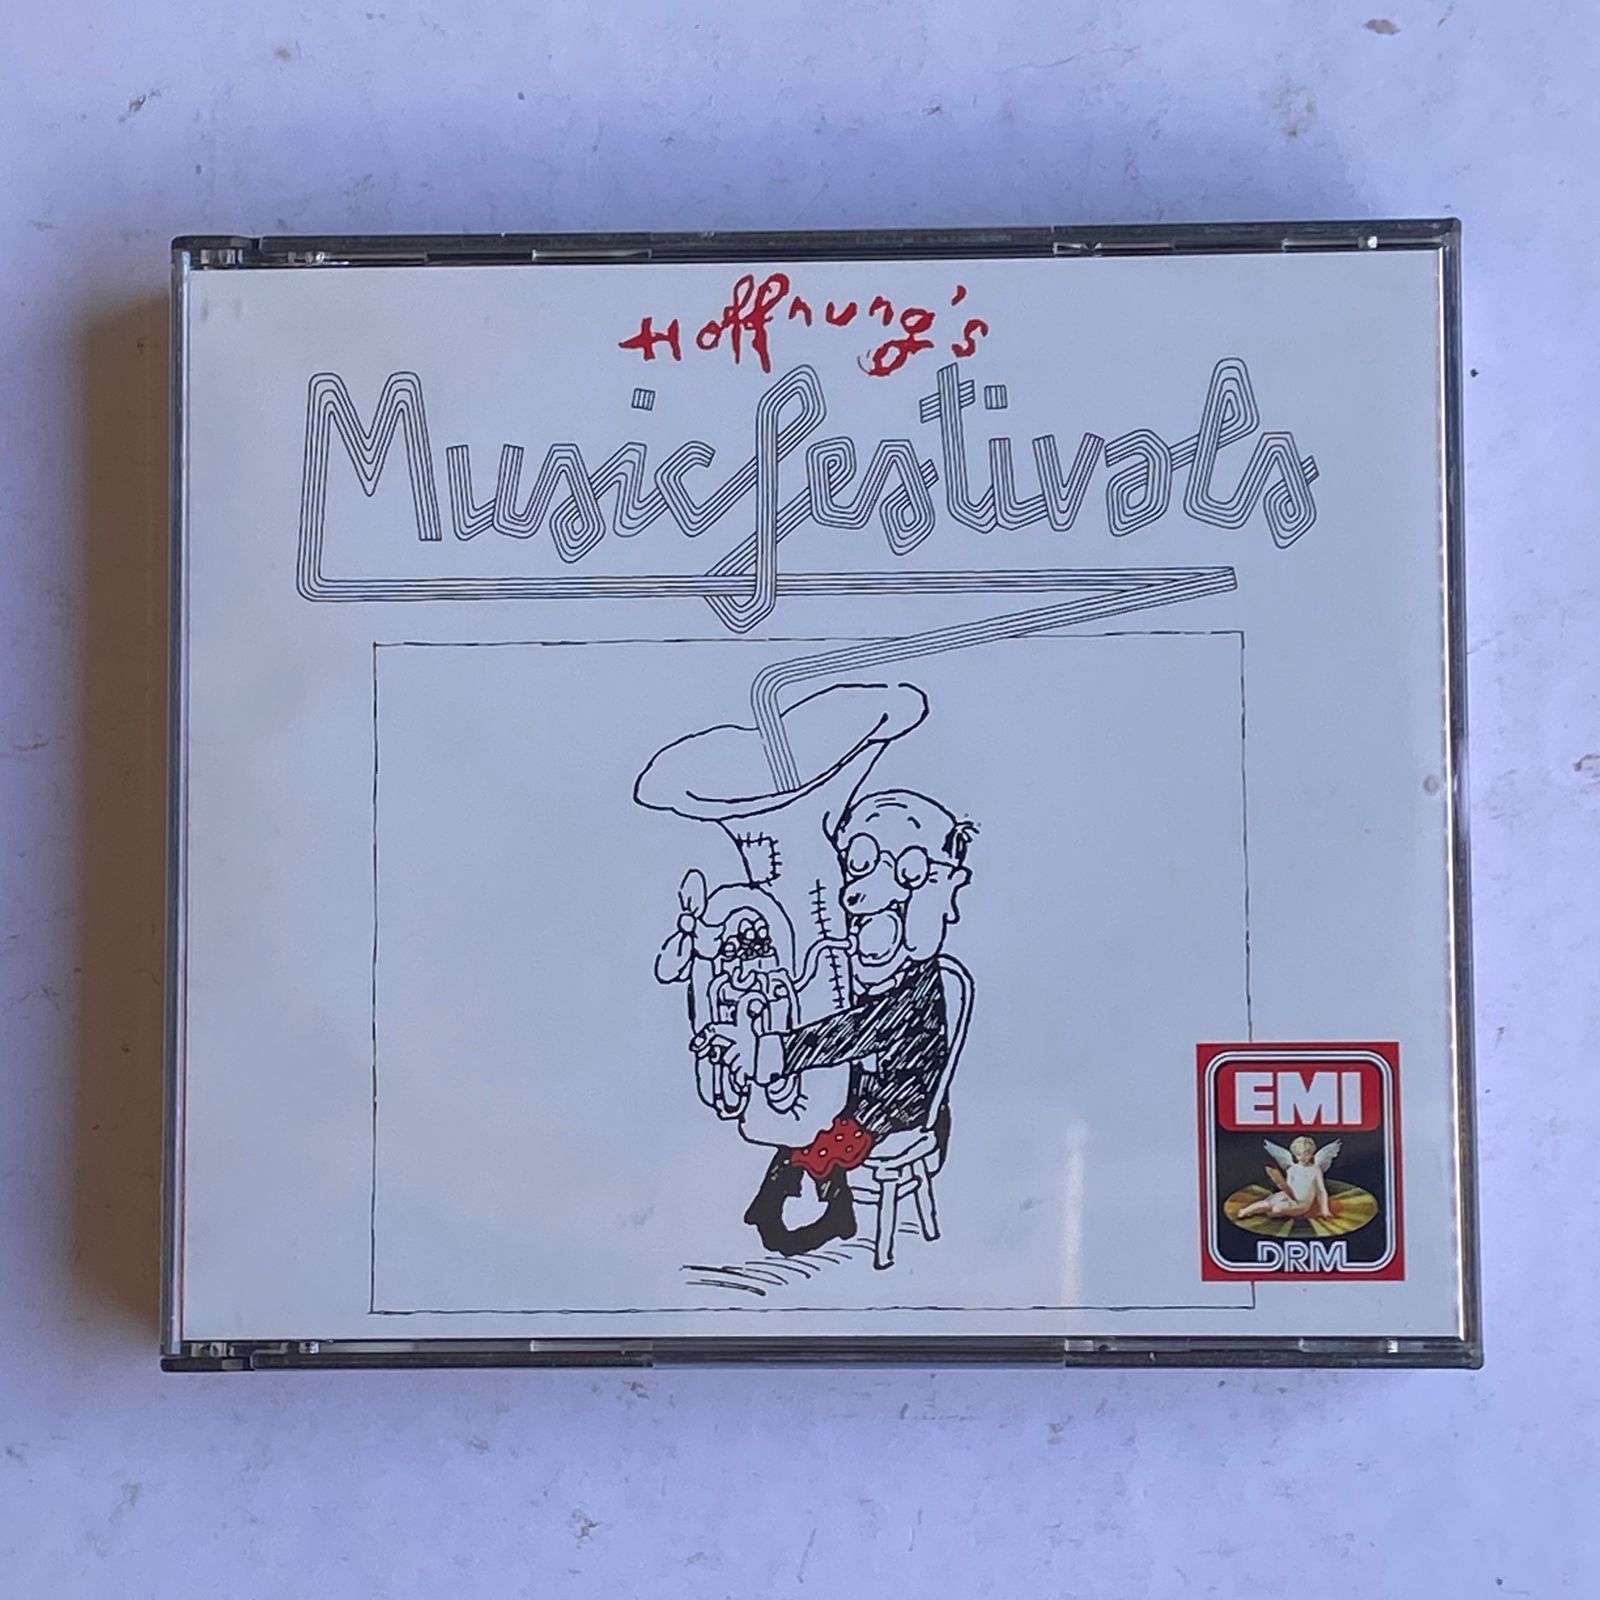 Hoffnung's
Music festivals
EMI
DRM